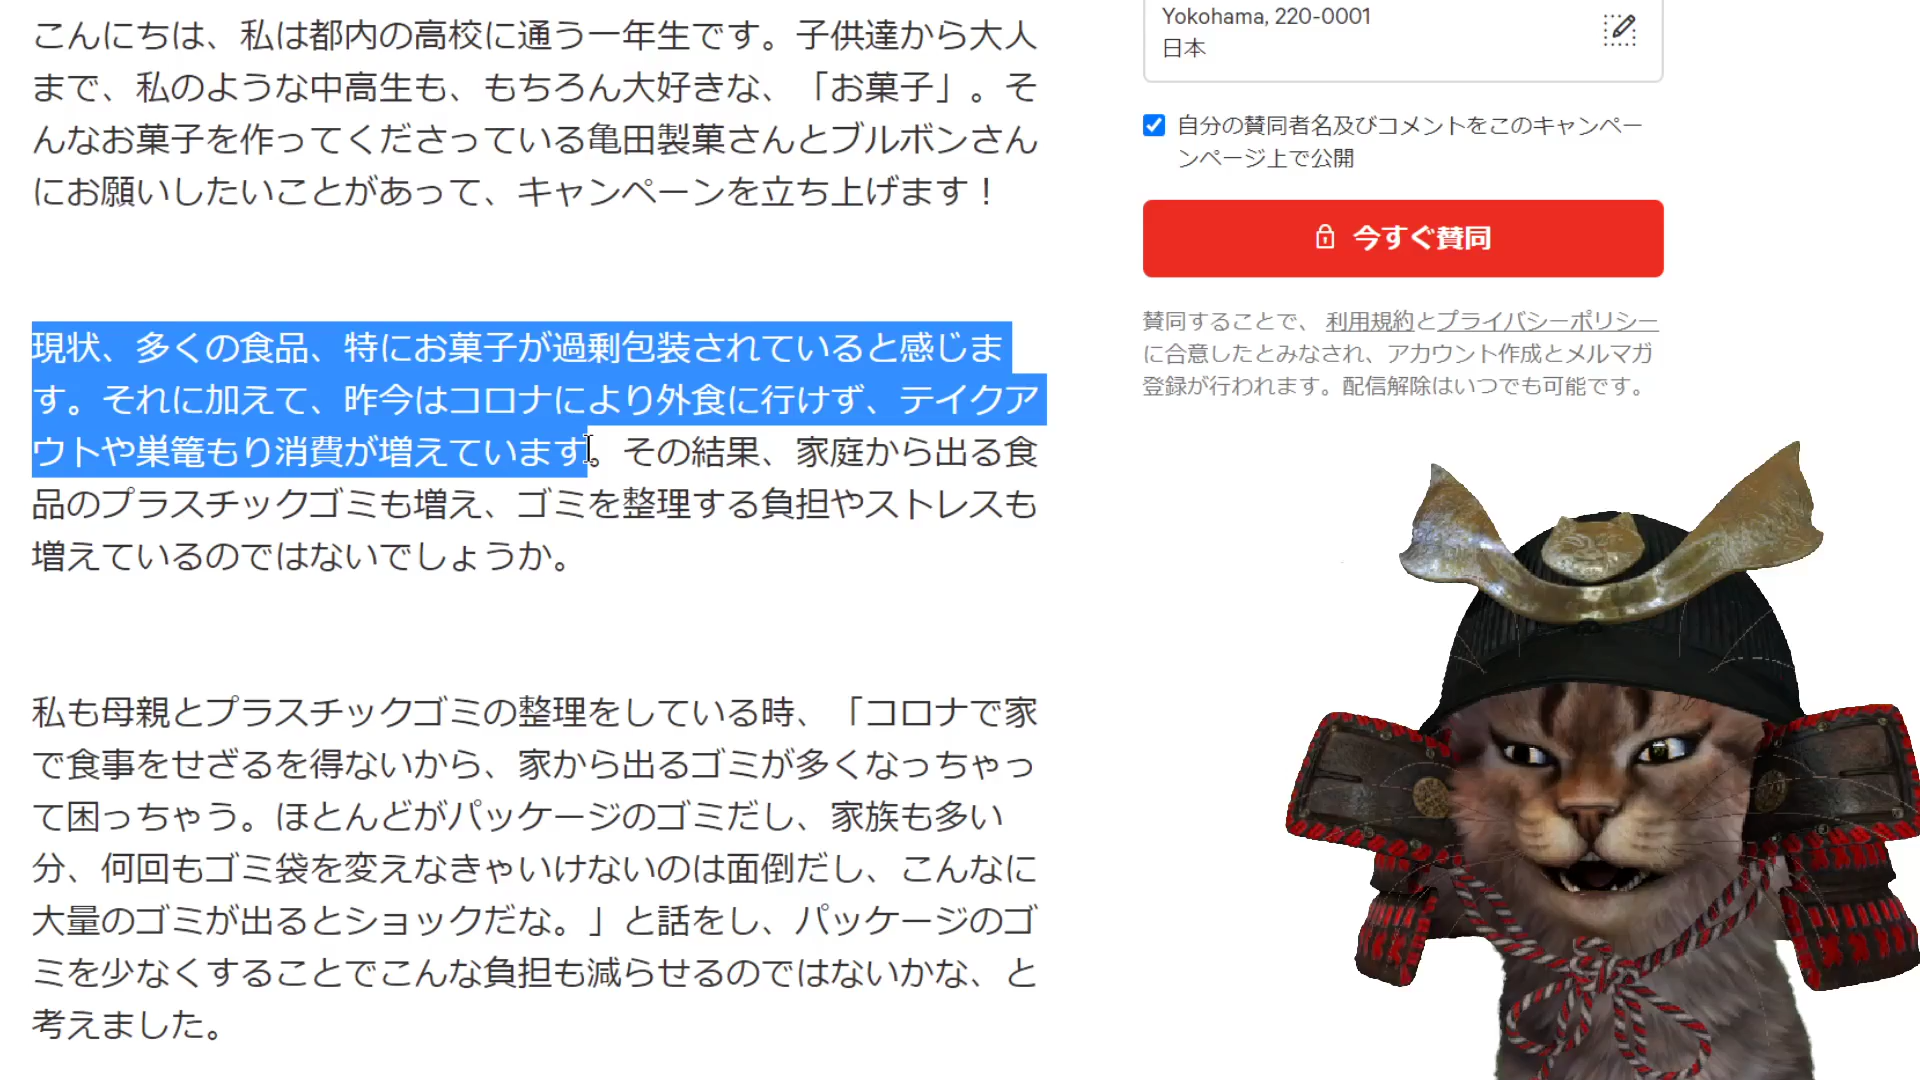 こんにちは、私は都内の高校に通う一年生です。子供達から大人
まで、私のような中高生も、もちろん大好きな、「お菓子」。そ
んなお菓子を作ってくださっている亀田製菓さんとブルボンさん
にお願いしたいことがあって、キャンペーンを立ち上げます！
現状、多くの食品、特にお菓子が過剰包装されていると感じま
す。それに加えて、昨今はコロナにより外食に行けず、テイクア
ウトや巣篭もり消費が増えています。その結果、家庭から出る食
品のプラスチックゴミも増え、ゴミを整理する負担やストレスも
増えているのではないでしょうか。
私も母親とプラスチックゴミの整理をしている時、「コロナで家
で食事をせざるを得ないから、家から出るゴミが多くなっちゃっ
て困っちゃう。ほとんどがパッケージのゴミだし、家族も多い
分、何回もゴミ袋を変えなきゃいけないのは面倒だし、こんなに
大量のゴミが出るとショックだな。」と話をし、パッケージのゴ
ミを少なくすることでこんな負担も減らせるのではないかな、と
考えました。
Yokohama, 220-0001
日本
自分の賛同者名及びコメントをこのキャンペー
ンページ上で公開
今すぐ賛同
賛同することで、 利用規約とプライバシーポリシー
に合意したとみなされ、アカウント作成とメルマガ
登録が行われます。配信解除はいつでも可能です。